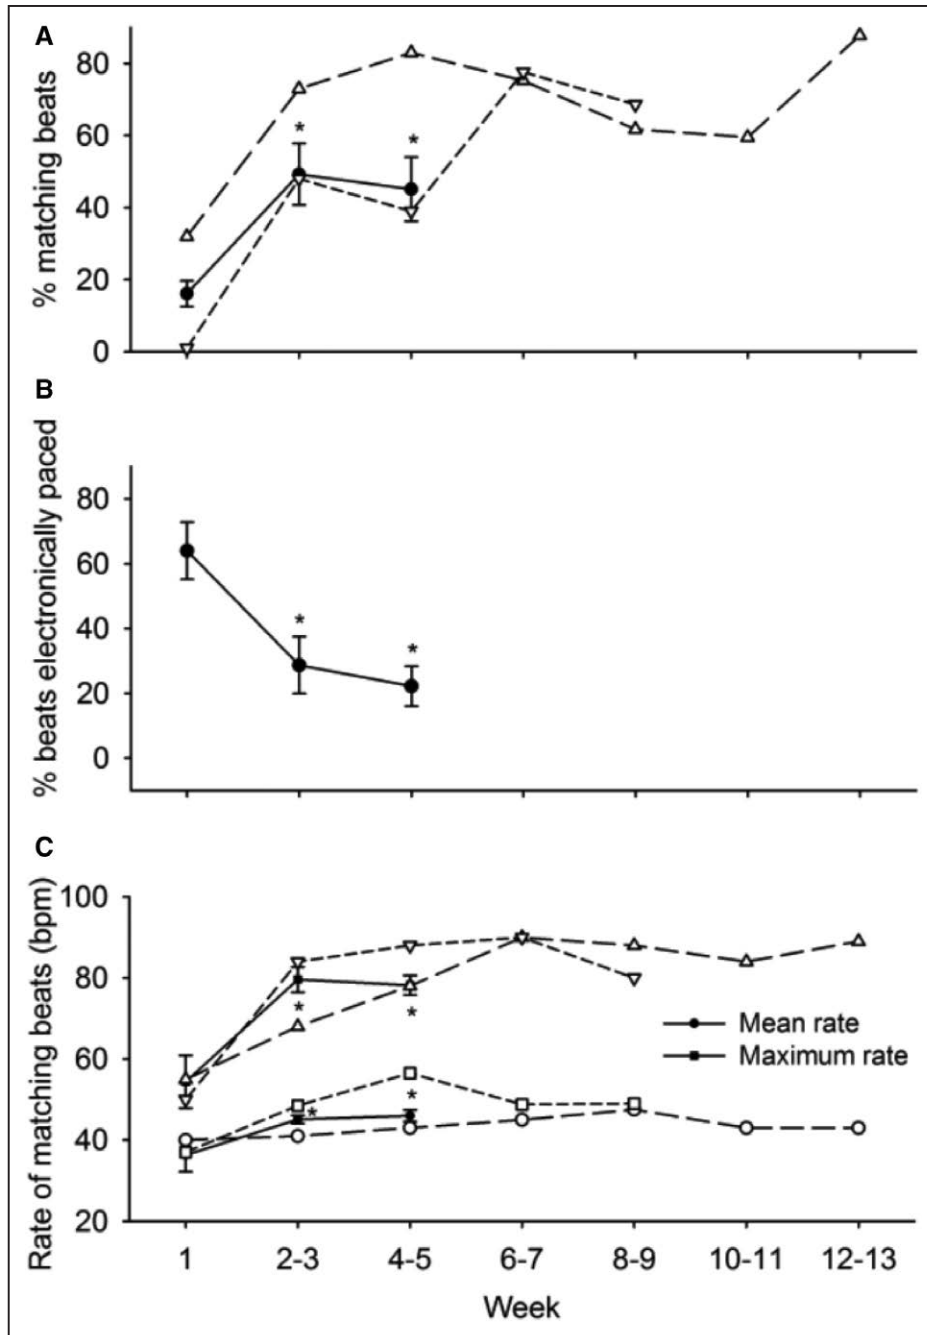 A
% matching beats
80
60
40
20
0
* *
B
% beats electronically paced
80
60
40
20
0
* *
C
Rate of matching beats (bpm)
100
80
60
40
20
* *
* *
Mean rate
Maximum rate
1 2-3 4-5 6-7 8-9 10-11 12-13
Week